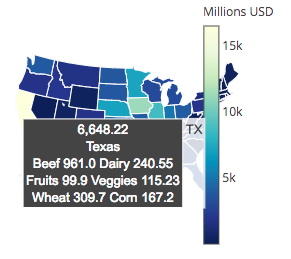 Millions USD
15k
10k
5k
6,648.22
TX
Texas
Beef 961.0 Dairy 240.55
Fruits 99.9 Veggies 115.23
Wheat 309.7 Corn 167.2